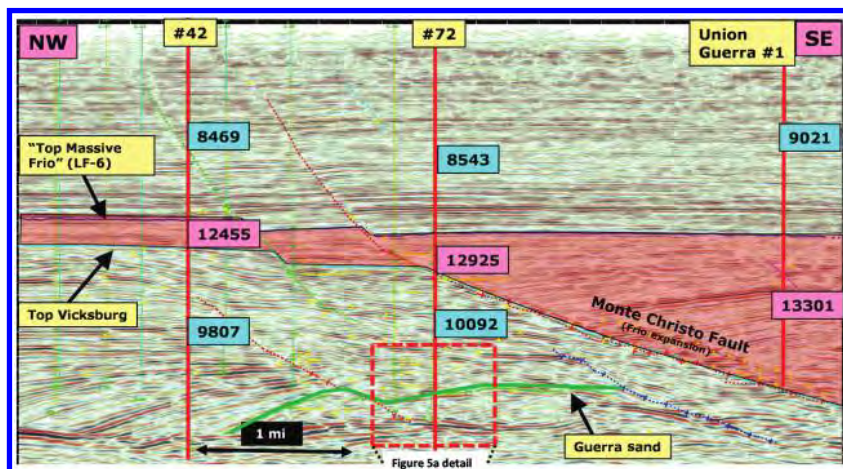 NW
#42
#72
Union
Guerra #1
SE
8469
8543
9021
"Top Massive
Frio" (LF-6)
12455
12925
13301
Top Vicksburg
Monte Christo Fault
(Frio expansion)
9807
10092
1 mi
Guerra sand
Figure 5a detail